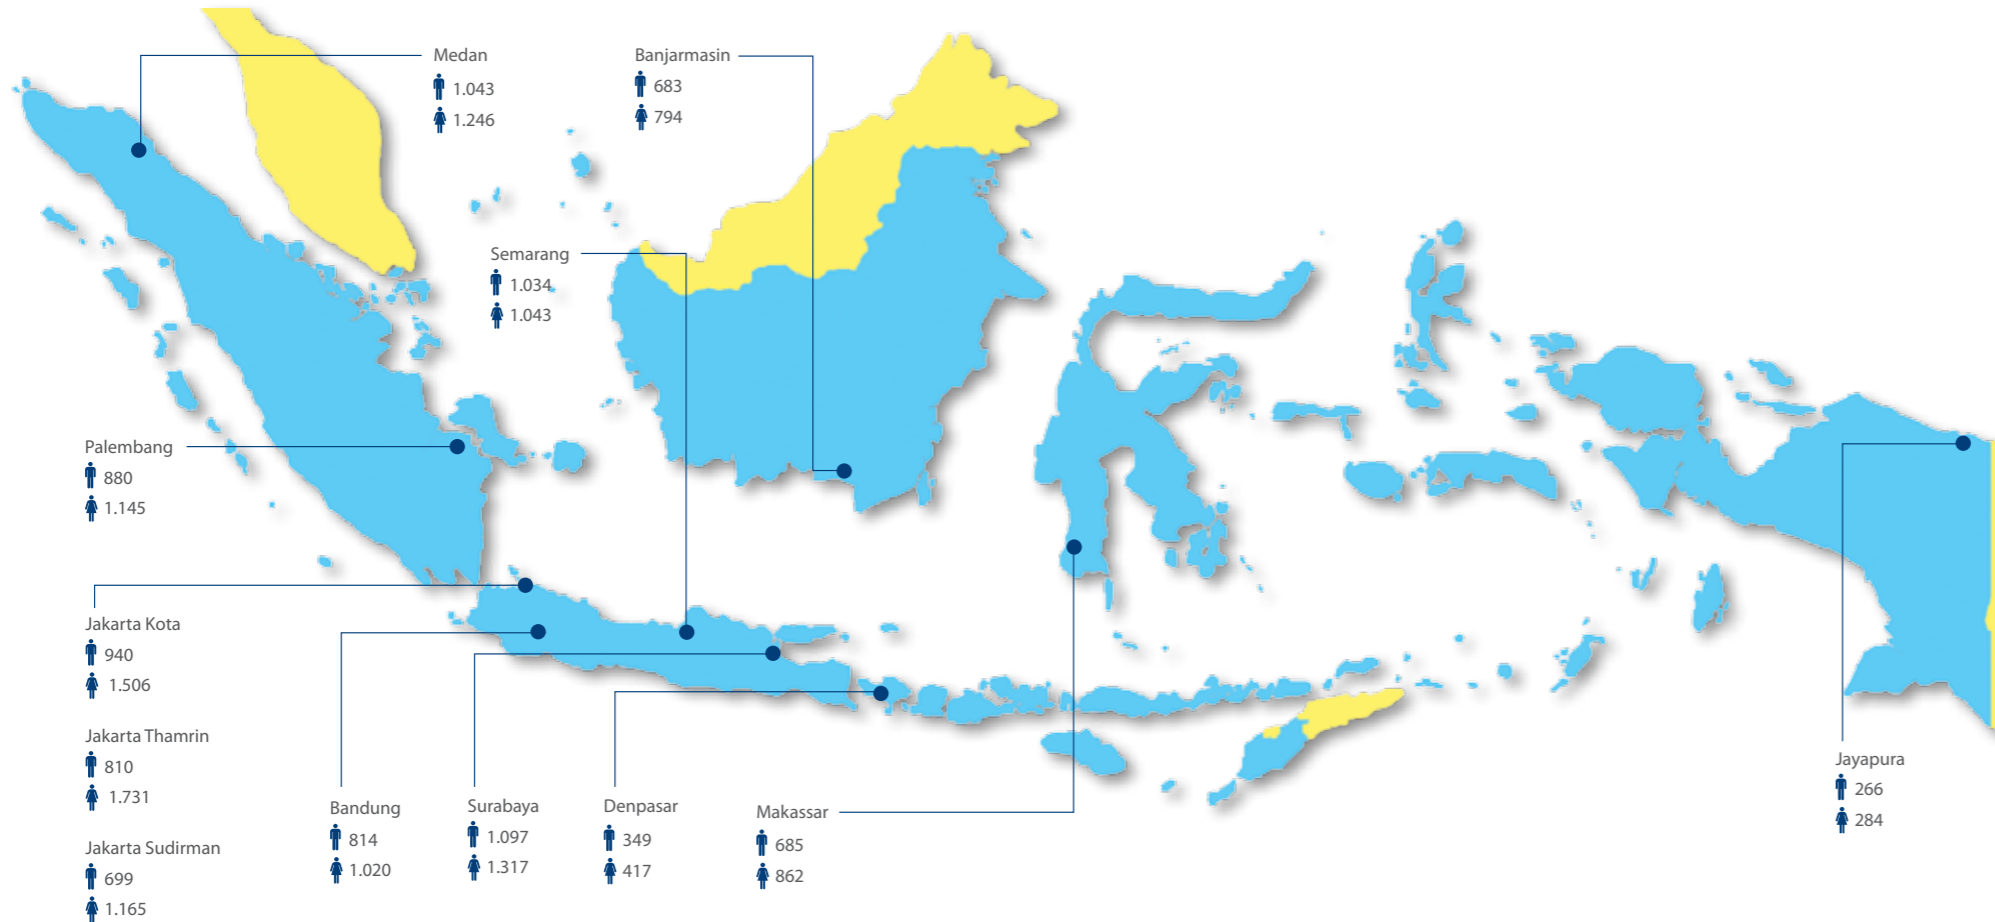 Medan
1.043
1.246
Banjarmasin
683
794
Semarang
1.034
1.043
Palembang
880
1.145
Jakarta Kota
940
1.506
Jakarta Thamrin
810
1.731
Jakarta Sudirman
699
1.165
Bandung
814
1.020
Surabaya
1.097
1.317
Denpasar
349
417
Makassar
685
862
Jayapura
266
284